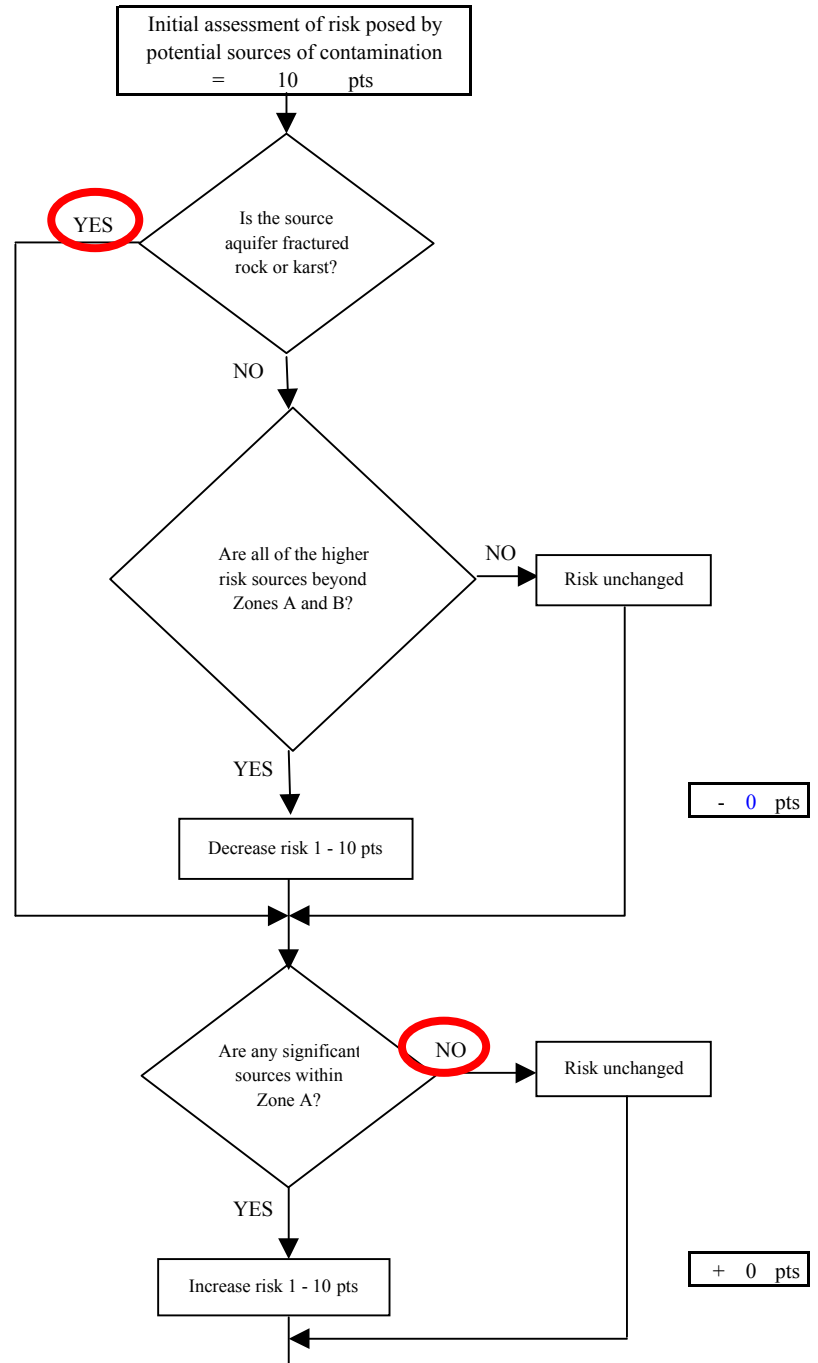 Initial assessment of risk posed by
potential sources of contamination
= 10 pts
YES
Is the source
aquifer fractured
rock or karst?
NO
Are all of the higher
risk sources beyond
Zones A and B?
NO
Risk unchanged
YES
- 0 pts
Decrease risk 1 - 10 pts
Are any significant
sources within
Zone A?
NO
Risk unchanged
YES
+ 0 pts
Increase risk 1 - 10 pts